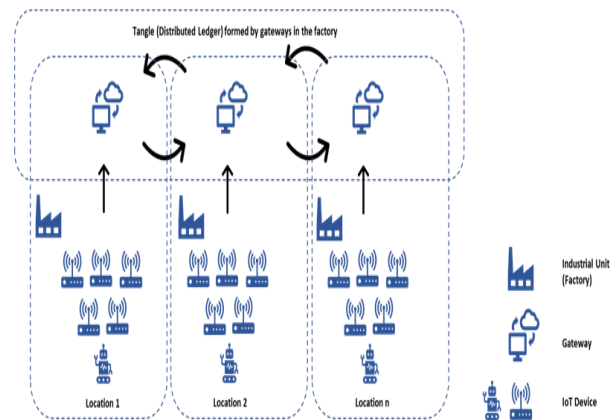 Tangle (Distributed Ledger) formed by gateways in the factory
Industrial Unit
(Factory)
Gateway
IoT Device
Location 1
Location 2
Location n